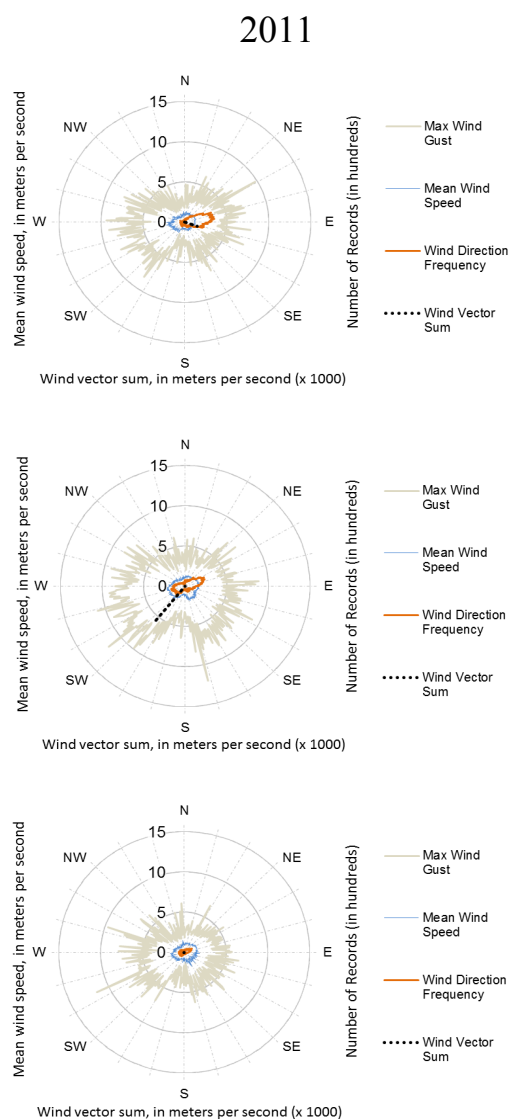 2011
N
15
NW
NE
10
5
W
0
E
SW
SE
S
Mean wind speed, in meters per second
Number of Records (in hundreds)
Wind vector sum, in meters per second (x 1000)
Max Wind
Gust
Mean Wind
Speed
Wind Direction
Frequency
Wind Vector
Sum
N
15
NW
NE
10
5
W
0
E
SW
SE
S
Mean wind speed, in meters per second
Number of Records (in hundreds)
Wind vector sum, in meters per second (x 1000)
Max Wind
Gust
Mean Wind
Speed
Wind Direction
Frequency
Wind Vector
Sum
N
15
NW
NE
10
5
W
0
E
SW
SE
S
Mean wind speed, in meters per second
Number of Records (in hundreds)
Wind vector sum, in meters per second (x 1000)
Max Wind
Gust
Mean Wind
Speed
Wind Direction
Frequency
Wind Vector
Sum